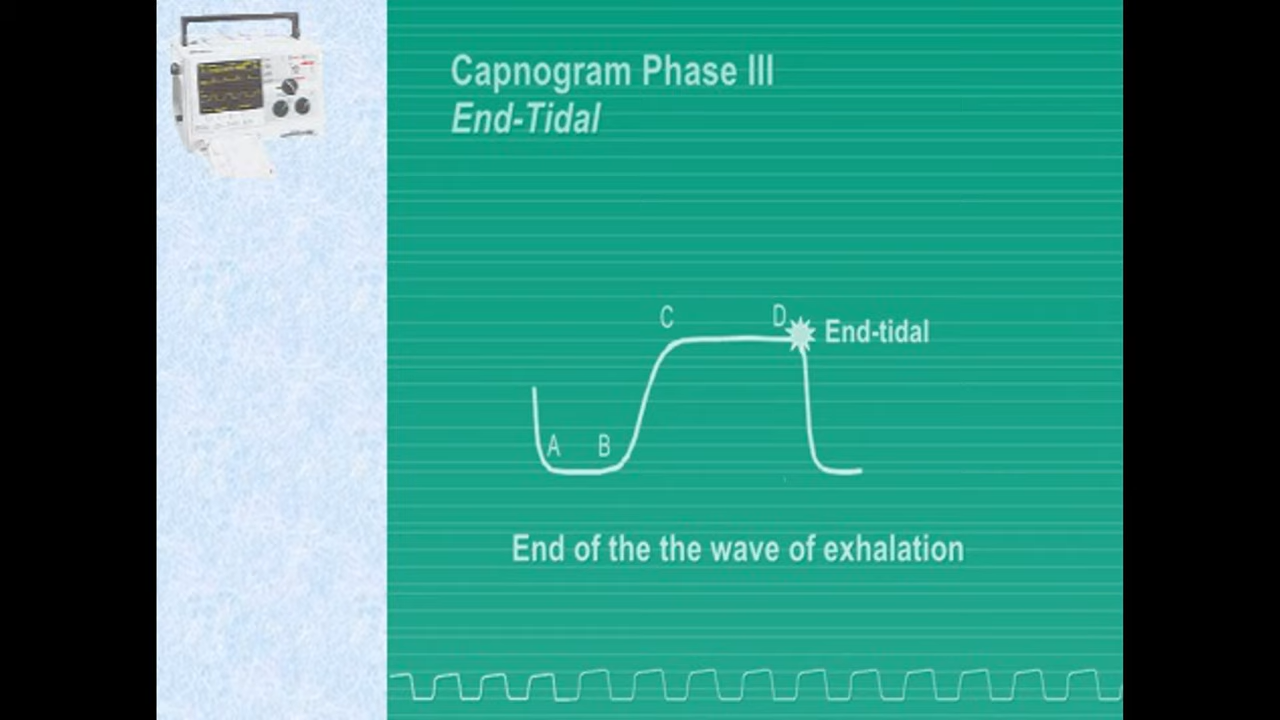 Capnogram Phase III
End-Tidal
C
D
End-tidal
A
B
End of the the wave of exhalation